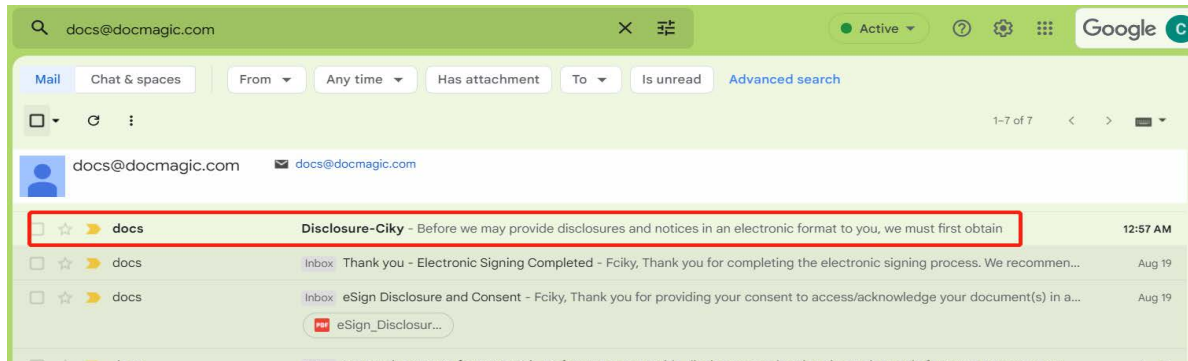 docs@docmagic.com
Active
Google
C
Mail
Chat & spaces
From
Any time
Has attachment
To
Is unread
Advanced search
1–7 of 7
docs@docmagic.com
docs@docmagic.com
docs Disclosure-Ciky - Before we may provide disclosures and notices in an electronic format to you, we must first obtain 12:57 AM
docs Inbox Thank you - Electronic Signing Completed - Fciky, Thank you for completing the electronic signing process. We recommen... Aug 19
docs Inbox eSign Disclosure and Consent - Fciky, Thank you for providing your consent to access/acknowledge your document(s) in a... Aug 19
PDF eSign_Disclosur...